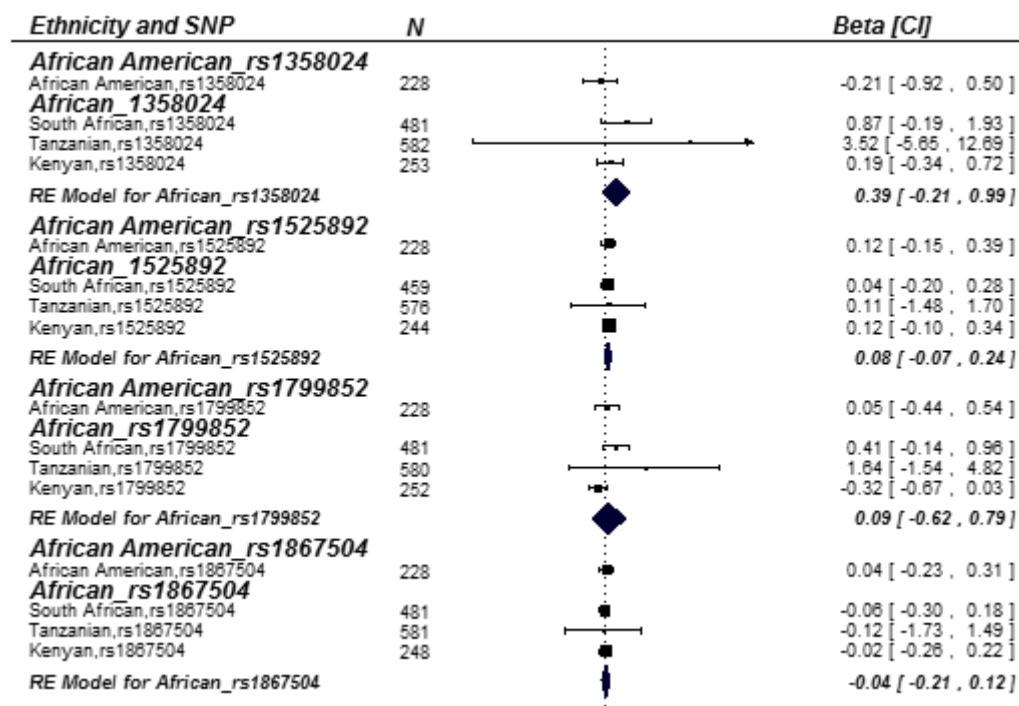 Ethnicity and SNP N Beta [CI]
African American_rs1358024
African American,rs1358024 228 -0.21 [ -0.92 , 0.50 ]
African_1358024
South African,rs1358024 481 0.87 [ -0.19 , 1.93 ]
Tanzanian,rs1358024 582 3.52 [ -5.65 , 12.69 ]
Kenyan,rs1358024 253 0.19 [ -0.34 , 0.72 ]
RE Model for African_rs1358024 0.39 [ -0.21 , 0.99 ]
African American_rs1525892
African American,rs1525892 228 0.12 [ -0.15 , 0.39 ]
African_1525892
South African,rs1525892 459 0.04 [ -0.20 , 0.28 ]
Tanzanian,rs1525892 576 0.11 [ -1.48 , 1.70 ]
Kenyan,rs1525892 244 0.12 [ -0.10 , 0.34 ]
RE Model for African_rs1525892 0.08 [ -0.07 , 0.24 ]
African American_rs1799852
African American,rs1799852 228 0.05 [ -0.44 , 0.54 ]
African_rs1799852
South African,rs1799852 481 0.41 [ -0.14 , 0.96 ]
Tanzanian,rs1799852 580 1.64 [ -1.54 , 4.82 ]
Kenyan,rs1799852 252 -0.32 [ -0.67 , 0.03 ]
RE Model for African_rs1799852 0.09 [ -0.62 , 0.79 ]
African American_rs1867504
African American,rs1867504 228 0.04 [ -0.23 , 0.31 ]
African_rs1867504
South African,rs1867504 481 -0.06 [ -0.30 , 0.18 ]
Tanzanian,rs1867504 581 -0.12 [ -1.73 , 1.49 ]
Kenyan,rs1867504 248 -0.02 [ -0.26 , 0.22 ]
RE Model for African_rs1867504 -0.04 [ -0.21 , 0.12 ]